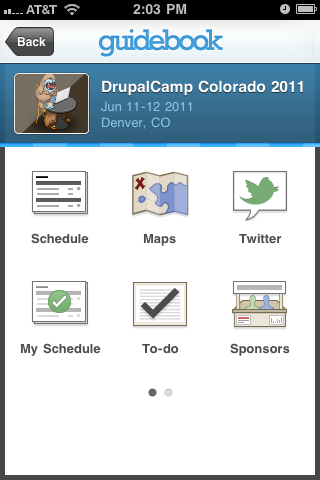 AT&T 2:03 PM
Back guidebook
DrupalCamp Colorado 2011
Jun 11-12 2011
Denver, CO
Schedule Maps Twitter
My Schedule To-do Sponsors